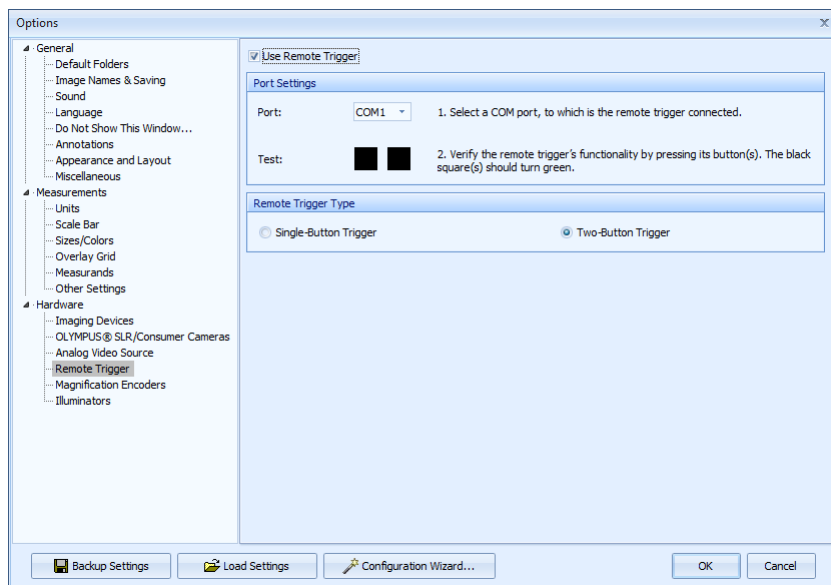 Options
General
Default Folders
Image Names & Saving
Sound
Language
Do Not Show This Window...
Annotations
Appearance and Layout
Miscellaneous
Measurements
Units
Scale Bar
Sizes/Colors
Overlay Grid
Measurands
Other Settings
Hardware
Imaging Devices
OLYMPUS® SLR/Consumer Cameras
Analog Video Source
Remote Trigger
Magnification Encoders
Illuminators
Use Remote Trigger
Port Settings
Port: COM1 1. Select a COM port, to which is the remote trigger connected.
Test: 2. Verify the remote trigger's functionality by pressing its button(s). The black
square(s) should turn green.
Remote Trigger Type
Single-Button Trigger Two-Button Trigger
Backup Settings Load Settings Configuration Wizard... OK Cancel